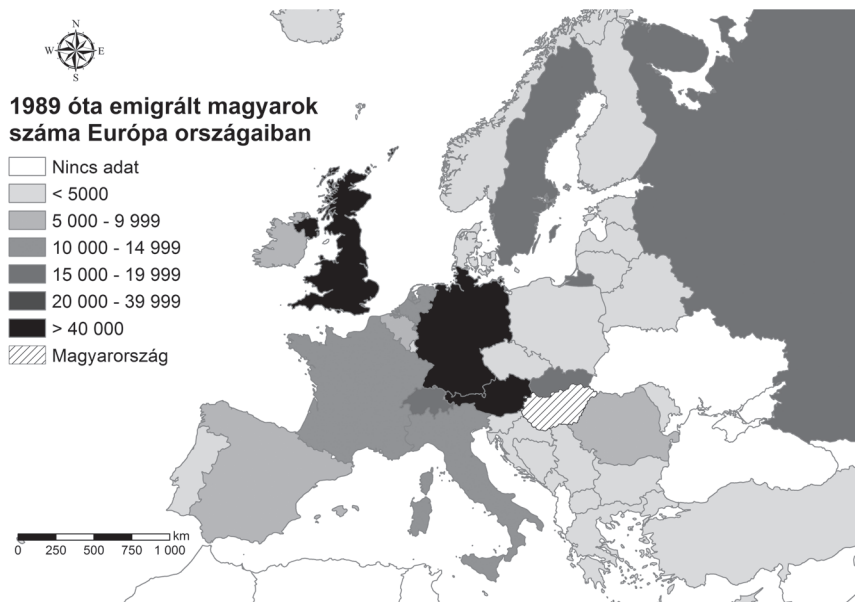 N
W E
S
1989 óta emigrált magyarok
száma Európa országaiban
Nincs adat
< 5000
5 000 - 9 999
10 000 - 14 999
15 000 - 19 999
20 000 - 39 999
> 40 000
Magyarország
km
0 250 500 750 1 000